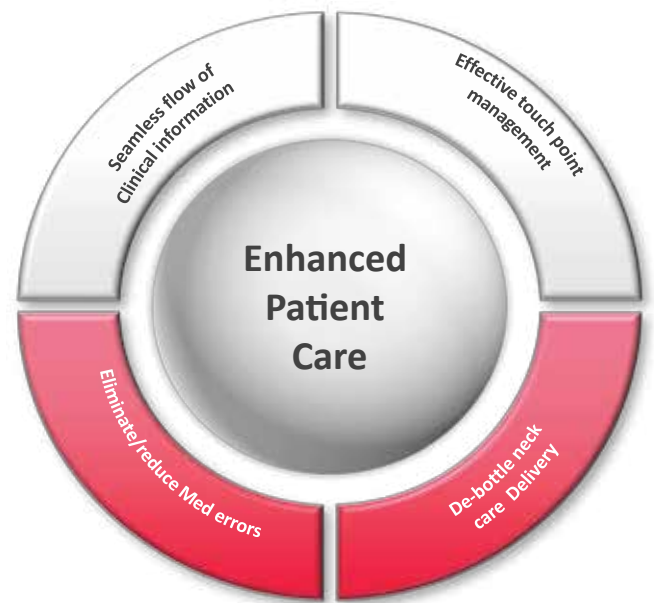 Seamless flow of
Clinical information
Effective touch point
management
Enhanced
Patient
Care
Eliminate/reduce Med errors
De-bottle neck
care Delivery